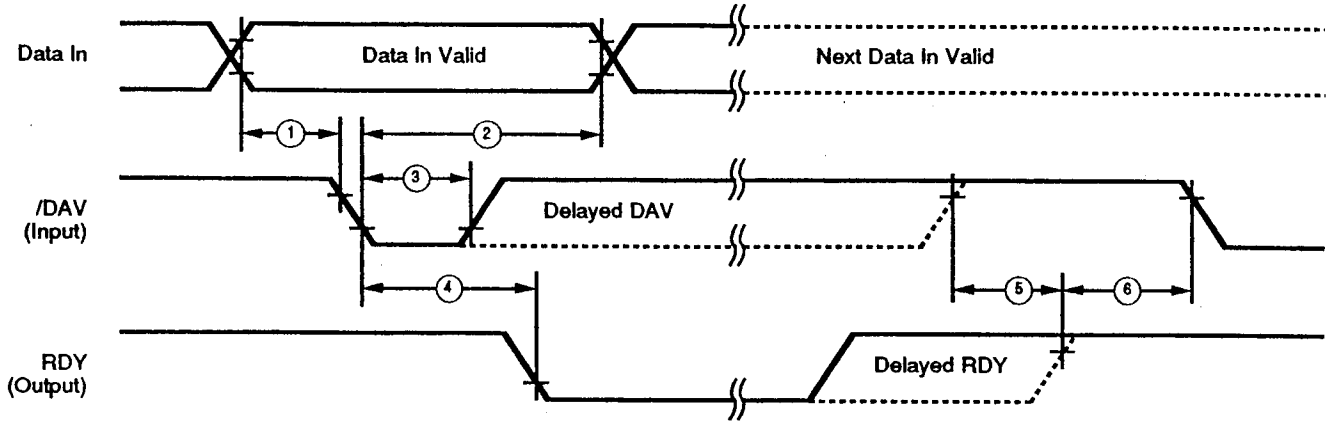 Data In
Data In Valid
Next Data In Valid
1
2
3
/DAV
(Input)
Delayed DAV
4
5
6
RDY
(Output)
Delayed RDY